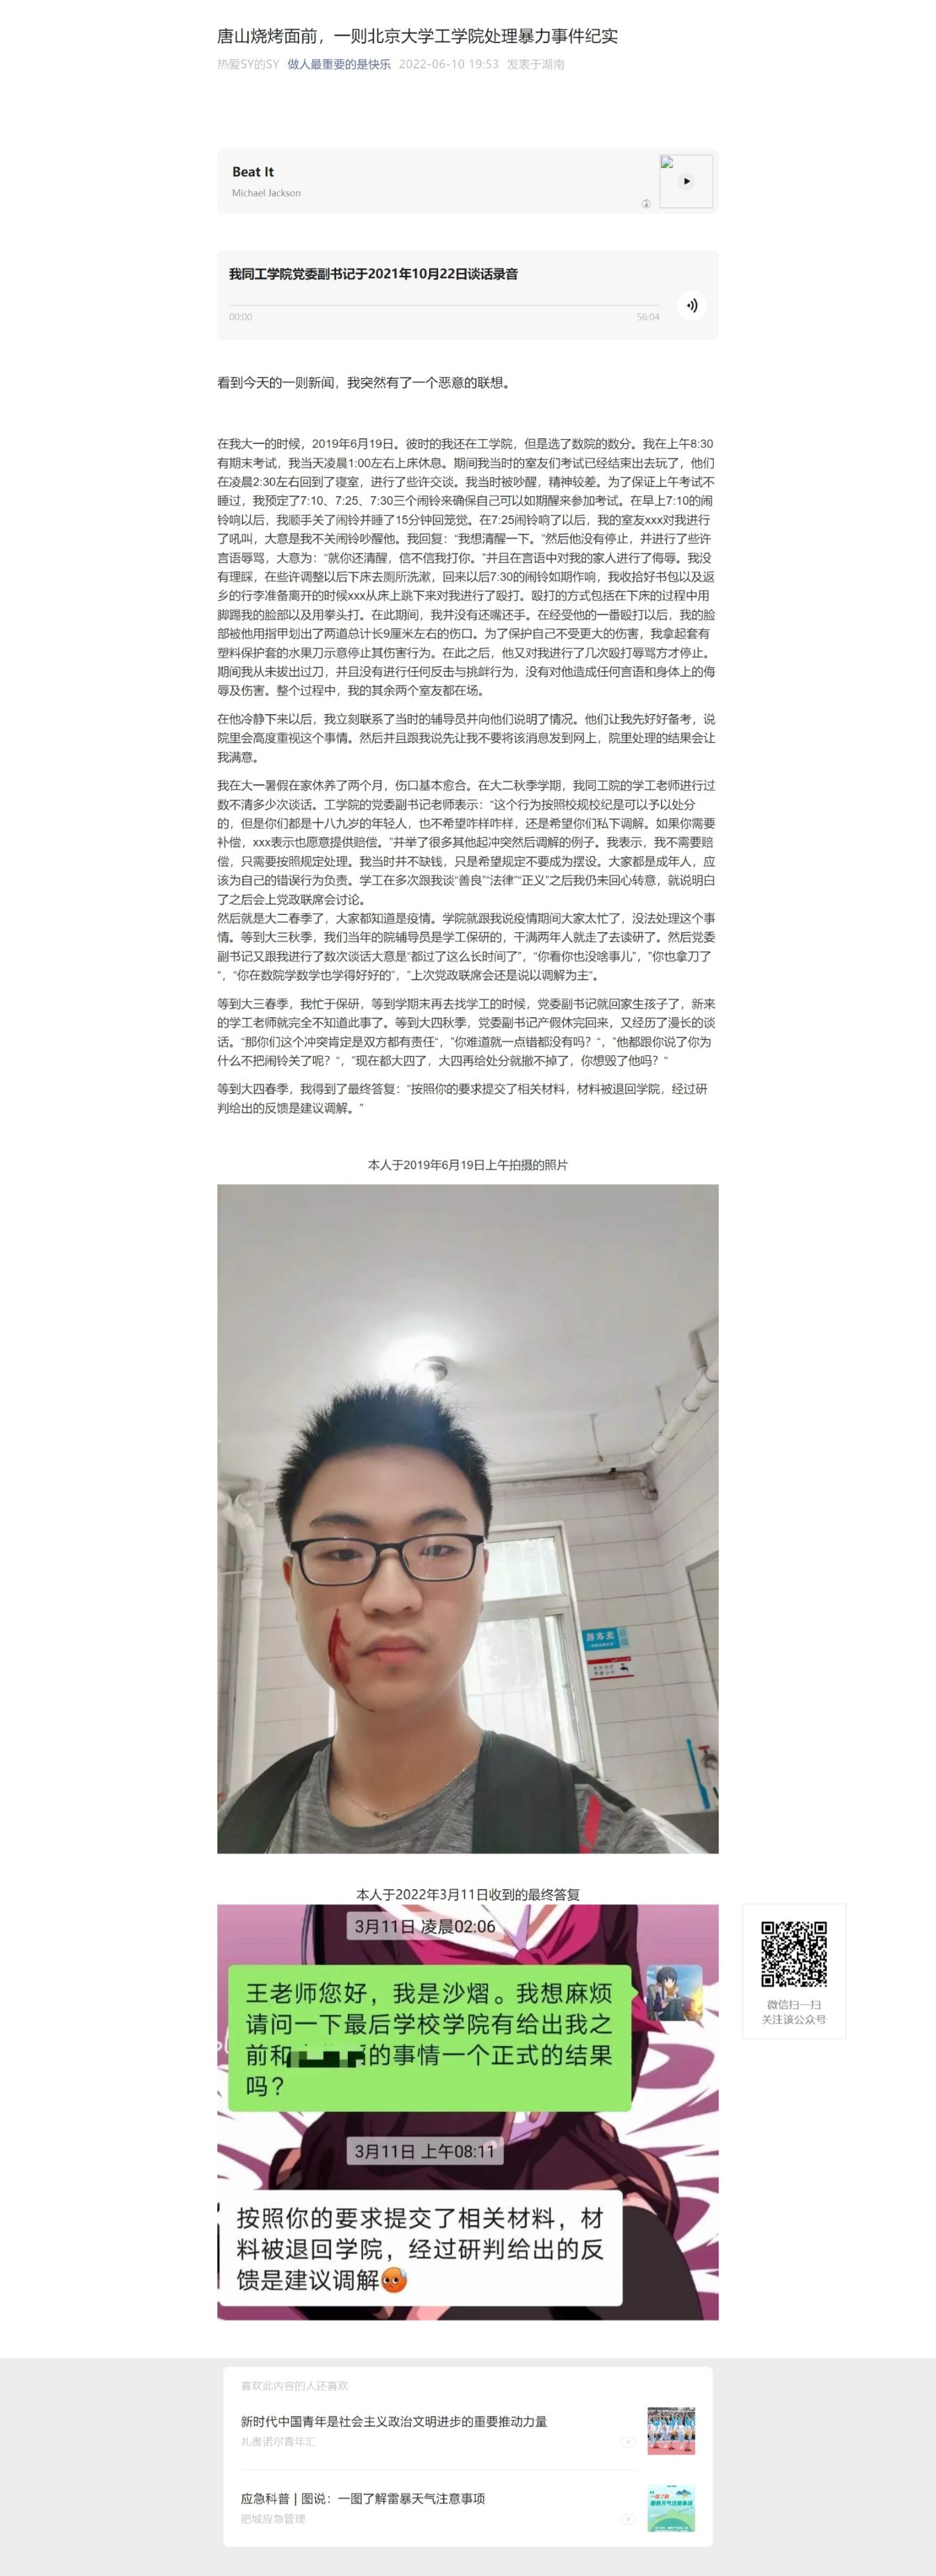 唐山烧烤面前，一则北京大学工学院处理暴力事件纪实
热爱SY的SY 做人最重要的是快乐 2022-06-10 19:53 发表于湖南
Beat It
Michael Jackson
我同工学院党委副书记于2021年10月22日谈话录音
00:00
56:04
看到今天的一则新闻，我突然有了一个恶意的联想。
在我大一的时候，2019年6月19日。彼时的我还在工学院，但是选了数院的数分。我在上午8:30
有期末考试，我当天凌晨1:00左右上床休息。期间我当时的室友们考试已经结束出去玩了，他们
在凌晨2:30左右回到了寝室，进行了些许交谈。我当时被吵醒，精神较差。为了保证上午考试不
睡过，我预定了7:10、7:25、7:30三个闹铃来确保自己可以如期醒来参加考试。在早上7:10的闹
铃响以后，我顺手关了闹铃并睡了15分钟回笼觉。在7:25闹铃响了以后，我的室友xxx对我进行
了吼叫，大意是我不关闹铃吵醒他。我回复：“我想清醒一下。”然后他没有停止，并进行了些许
言语辱骂，大意为：“就你还清醒，信不信我打你。”并且在言语中对我的家人进行了侮辱。我没
有理睬，在些许调整以后下床去厕所洗漱，回来以后7:30的闹铃如期作响，我收拾好书包以及返
乡的行李准备离开的时候xxx从床上跳下来对我进行了殴打。殴打的方式包括在下床的过程中用
脚踢我的脸部以及用拳头打。在此期间，我并没有还嘴还手。在经受他的一番殴打以后，我的脸
部被他用指甲划出了两道总计长9厘米左右的伤口。为了保护自己不受更大的伤害，我拿起套有
塑料保护套的水果刀示意停止其伤害行为。在此之后，他又对我进行了几次殴打辱骂方才停止。
期间我从未拔出过刀，并且没有进行任何反击与挑衅行为，没有对他造成任何言语和身体上的侮
辱及伤害。整个过程中，我的其余两个室友都在场。
在他冷静下来以后，我立刻联系了当时的辅导员并向他们说明了情况。他们让我先好好备考，说
院里会高度重视这个事情。然后并且跟我说先让我不要将该消息发到网上，院里处理的结果会让
我满意。
我在大一暑假在家休养了两个月，伤口基本愈合。在大二秋季学期，我同工院的学工老师进行过
数不清多少次谈话。工学院的党委副书记老师表示：“这个行为按照校规校纪是可以予以处分
的，但是你们都是十八九岁的年轻人，也不希望咋样咋样，还是希望你们私下调解。如果你需要
补偿，xxx表示也愿意提供赔偿。”并举了很多其他起冲突然后调解的例子。我表示，我不需要赔
偿，只需要按照规定处理。我当时并不缺钱，只是希望规定不要成为摆设。大家都是成年人，应
该为自己的错误行为负责。学工在多次跟我谈“善良”“法律”“正义”之后我仍未回心转意，就说明白
了之后会上党政联席会讨论。
然后就是大二春季了，大家都知道是疫情。学院就跟我说疫情期间大家太忙了，没法处理这个事
情。等到大三秋季，我们当年的院辅导员是学工保研的，干满两年人就走了去读研了。然后党委
副书记又跟我进行了数次谈话大意是“都过了这么长时间了”，“你看你也没啥事儿”，”你也拿刀了
“，“你在数院学数学也学得好好的”，”上次党政联席会还是说以调解为主“。
等到大三春季，我忙于保研，等到学期末再去找学工的时候，党委副书记就回家生孩子了，新来
的学工老师就完全不知道此事了。等到大四秋季，党委副书记产假休完回来，又经历了漫长的谈
话。“那你们这个冲突肯定是双方都有责任“，”你难道就一点错都没有吗？“，”他都跟你说了你为
什么不把闹铃关了呢？“，”现在都大四了，大四再给处分就撤不掉了，你想毁了他吗？“
等到大四春季，我得到了最终答复：“按照你的要求提交了相关材料，材料被退回学院，经过研
判给出的反馈是建议调解。”
本人于2019年6月19日上午拍摄的照片
本人于2022年3月11日收到的最终答复
3月11日 凌晨02:06
王老师您好，我是沙熠。我想麻烦
请问一下最后学校学院有给出我之
前和 的事情一个正式的结果
吗？
3月11日 上午08:11
按照你的要求提交了相关材料，材
料被退回学院，经过研判给出的反
馈是建议调解
微信扫一扫
关注该公众号
喜欢此内容的人还喜欢
新时代中国青年是社会主义政治文明进步的重要推动力量
扎赉诺尔青年汇
应急科普 | 图说：一图了解雷暴天气注意事项
肥城应急管理